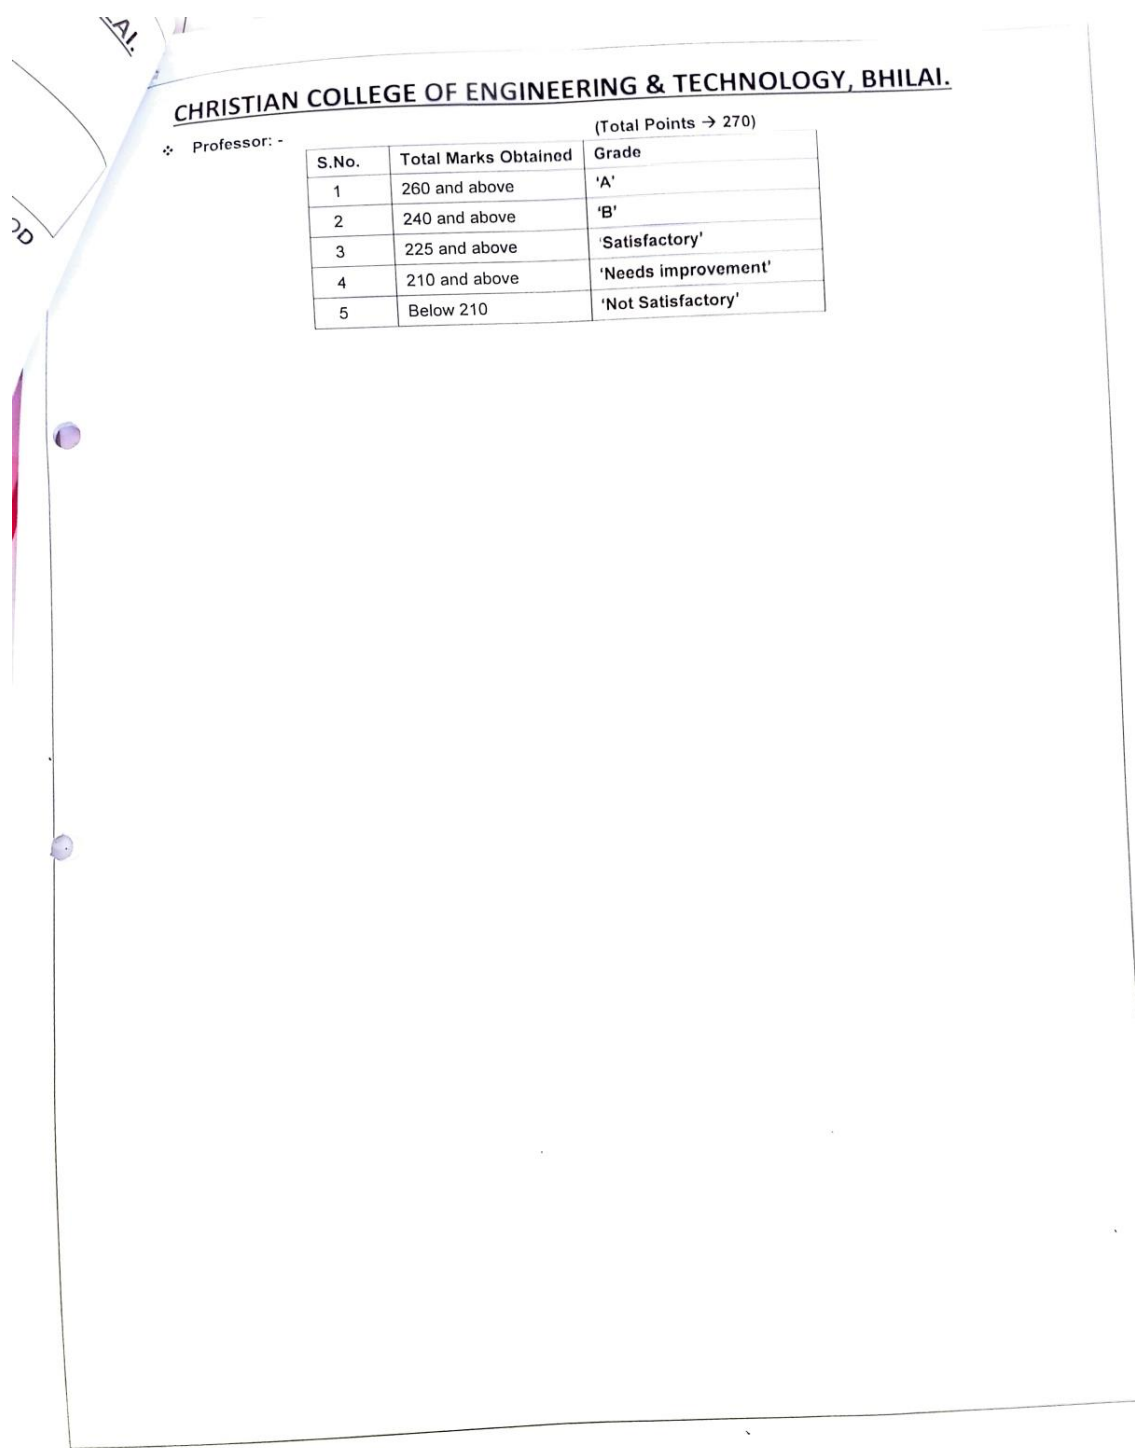 AI.
OD
CHRISTIAN COLLEGE OF ENGINEERING & TECHNOLOGY, BHILAI.
❖ Professor: -
(Total Points → 270)
S.No. Total Marks Obtained Grade
1 260 and above 'A'
2 240 and above 'B'
3 225 and above 'Satisfactory'
4 210 and above 'Needs improvement'
5 Below 210 'Not Satisfactory'